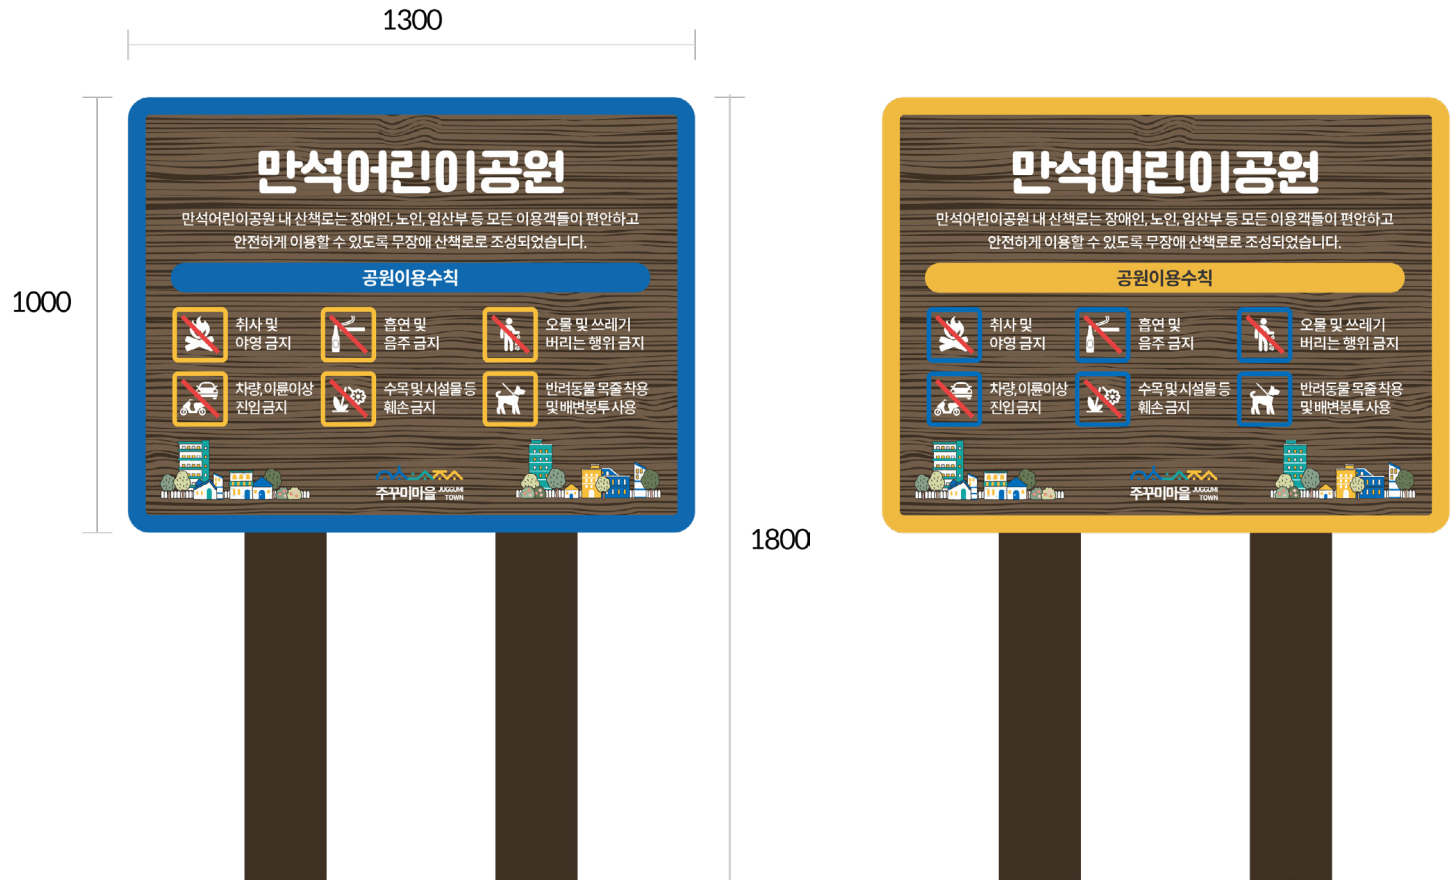 1300
1000
1800
만석어린이공원
만석어린이공원 내 산책로는 장애인, 노인, 임산부 등 모든 이용객들이 편안하고
안전하게 이용할 수 있도록 무장애 산책로로 조성되었습니다.
공원이용수칙
취사 및
야영 금지
흡연 및
음주 금지
오물 및 쓰레기
버리는 행위 금지
차량,이륜이상
진입금지
수목및시설물등
훼손금지
반려동물 목줄착용
및배변봉투사용
주꾸미마을 JUGGUMI
TOWN
만석어린이공원
만석어린이공원 내 산책로는 장애인, 노인, 임산부 등 모든 이용객들이 편안하고
안전하게 이용할 수 있도록 무장애 산책로로 조성되었습니다.
공원이용수칙
취사 및
야영 금지
흡연 및
음주 금지
오물 및 쓰레기
버리는 행위 금지
차량,이륜이상
진입금지
수목및시설물등
훼손금지
반려동물 목줄착용
및배변봉투사용
주꾸미마을 JUGGUMI
TOWN